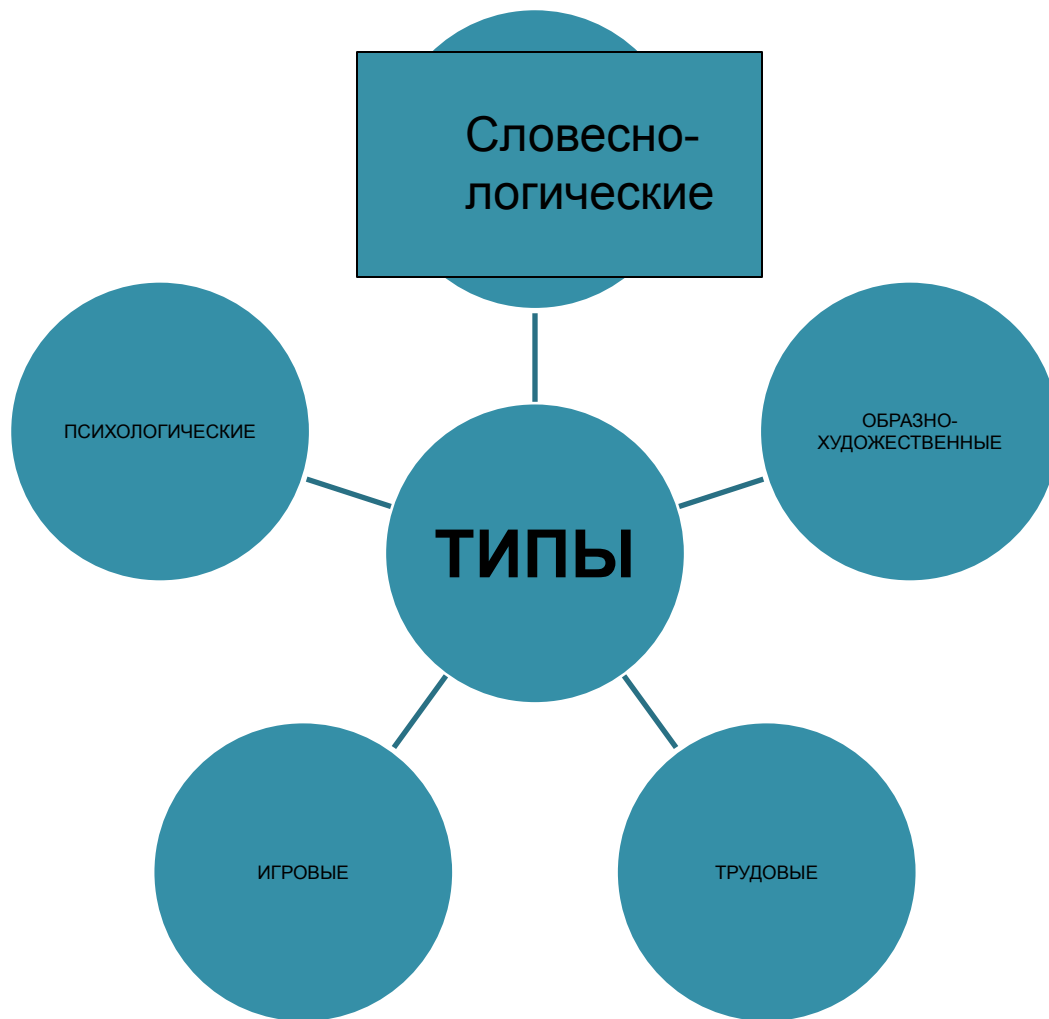 Словесно-
логические
ПСИХОЛОГИЧЕСКИЕ
ОБРАЗНО-
ХУДОЖЕСТВЕННЫЕ
ТИПЫ
ИГРОВЫЕ
ТРУДОВЫЕ